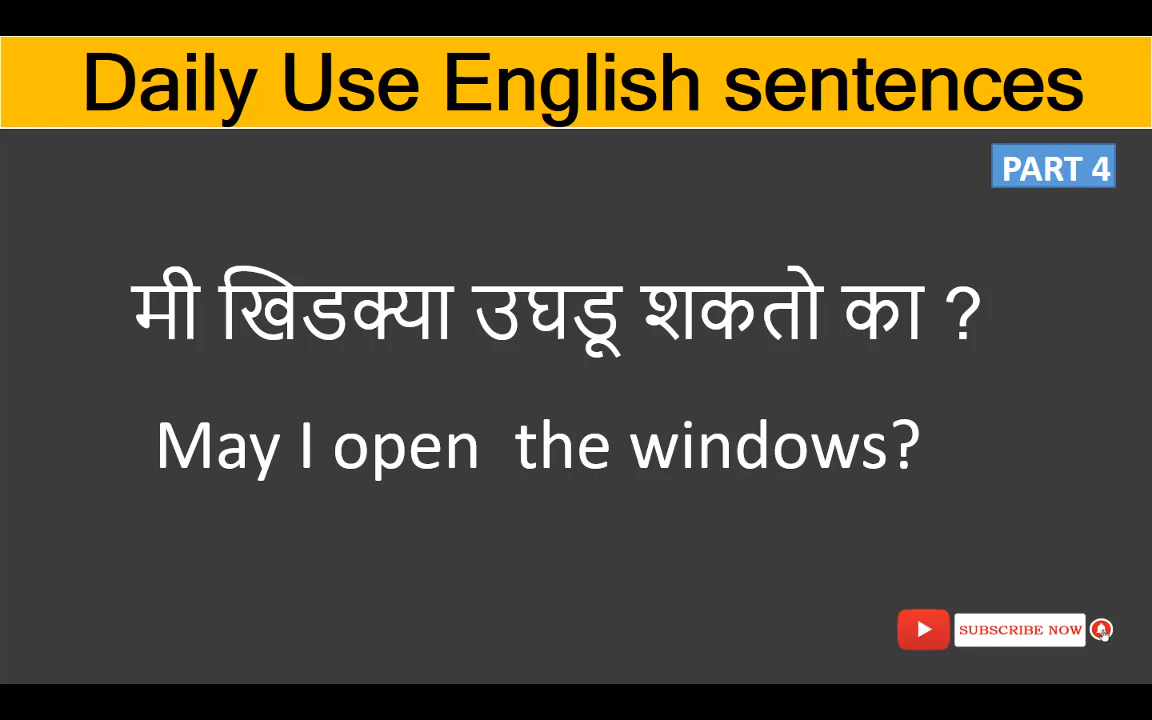 Daily Use English sentences
PART 4
मी खिडक्या उघडू शकतो का ?
May I open the windows?
SUBSCRIBE NOW